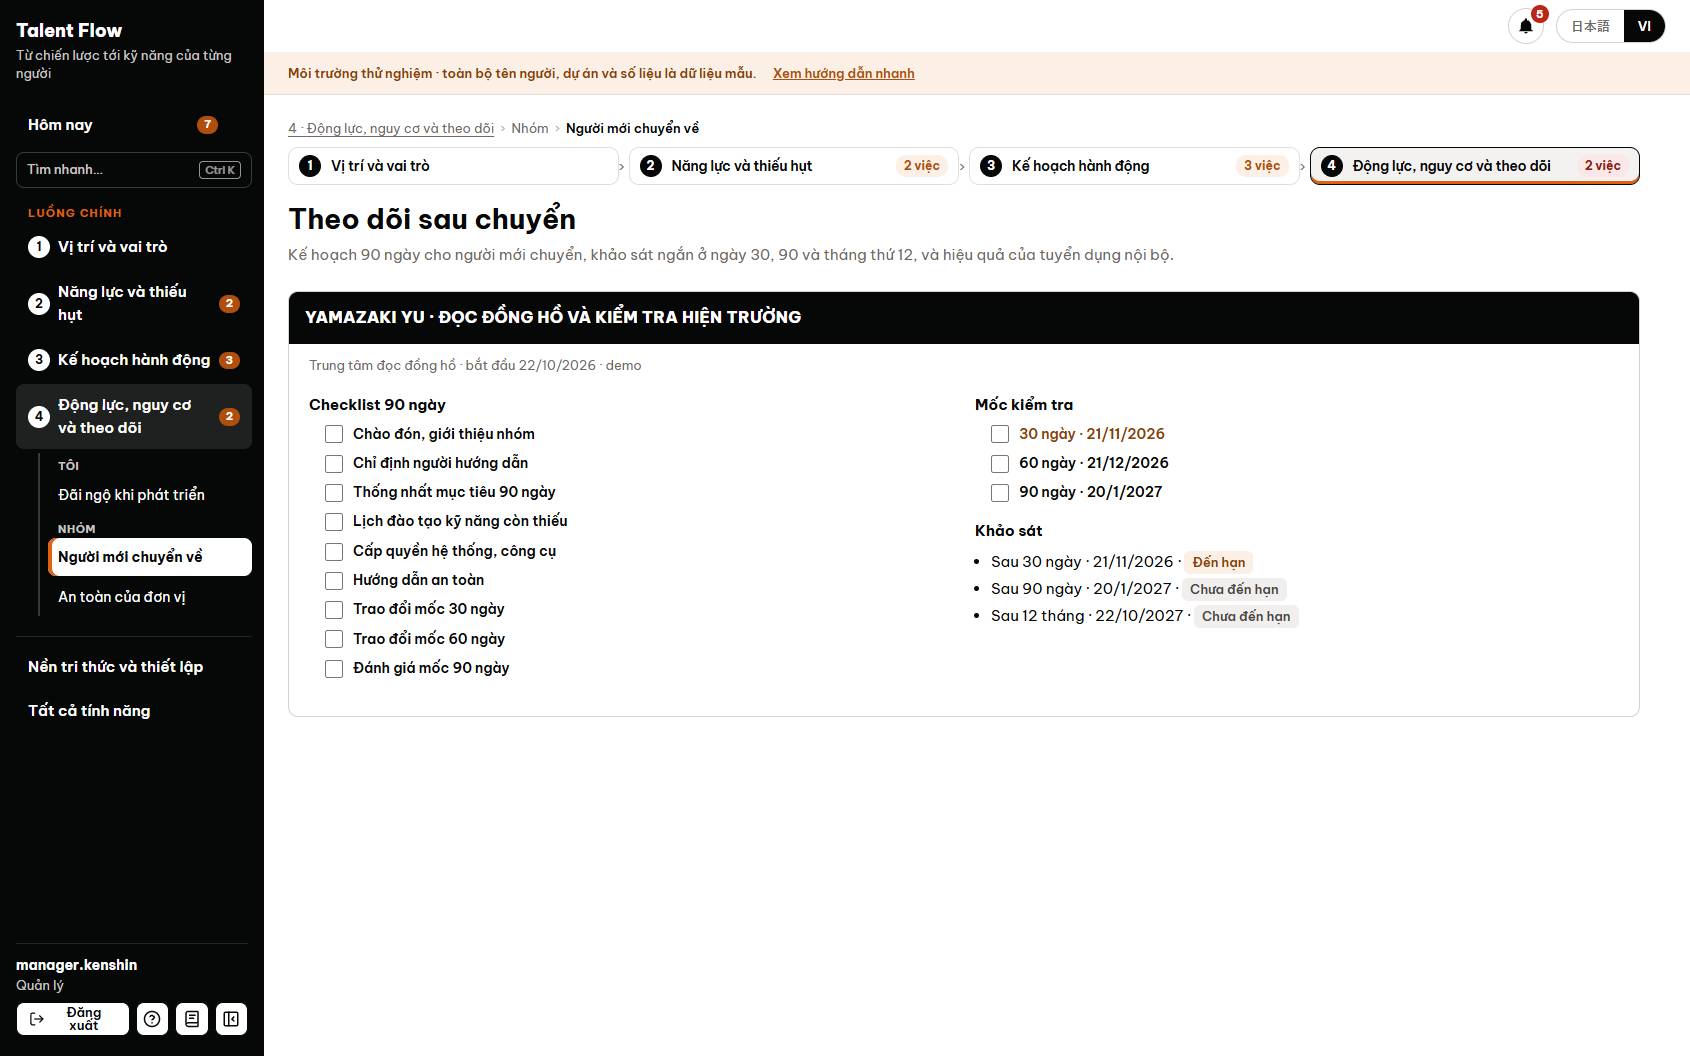 Talent Flow
Từ chiến lược tới kỹ năng của từng
người
Hôm nay 7
Tìm nhanh... Ctrl K
LUỒNG CHÍNH
1 Vị trí và vai trò
2 Năng lực và thiếu
hụt 2
3 Kế hoạch hành động 3
4 Động lực, nguy cơ
và theo dõi 2
TÔI
Đãi ngộ khi phát triển
NHÓM
Người mới chuyển về
An toàn của đơn vị
Nền tri thức và thiết lập
Tất cả tính năng
manager.kenshin
Quản lý
Đăng
xuất
5 日本語 VI
Môi trường thử nghiệm · toàn bộ tên người, dự án và số liệu là dữ liệu mẫu. Xem hướng dẫn nhanh
4 · Động lực, nguy cơ và theo dõi › Nhóm › Người mới chuyển về
1 Vị trí và vai trò › 2 Năng lực và thiếu hụt 2 việc › 3 Kế hoạch hành động 3 việc › 4 Động lực, nguy cơ và theo dõi 2 việc
Theo dõi sau chuyển
Kế hoạch 90 ngày cho người mới chuyển, khảo sát ngắn ở ngày 30, 90 và tháng thứ 12, và hiệu quả của tuyển dụng nội bộ.
YAMAZAKI YU · ĐỌC ĐỒNG HỒ VÀ KIỂM TRA HIỆN TRƯỜNG
Trung tâm đọc đồng hồ · bắt đầu 22/10/2026 · demo
Checklist 90 ngày
Chào đón, giới thiệu nhóm
Chỉ định người hướng dẫn
Thống nhất mục tiêu 90 ngày
Lịch đào tạo kỹ năng còn thiếu
Cấp quyền hệ thống, công cụ
Hướng dẫn an toàn
Trao đổi mốc 30 ngày
Trao đổi mốc 60 ngày
Đánh giá mốc 90 ngày
Mốc kiểm tra
30 ngày · 21/11/2026
60 ngày · 21/12/2026
90 ngày · 20/1/2027
Khảo sát
• Sau 30 ngày · 21/11/2026 · Đến hạn
• Sau 90 ngày · 20/1/2027 · Chưa đến hạn
• Sau 12 tháng · 22/10/2027 · Chưa đến hạn